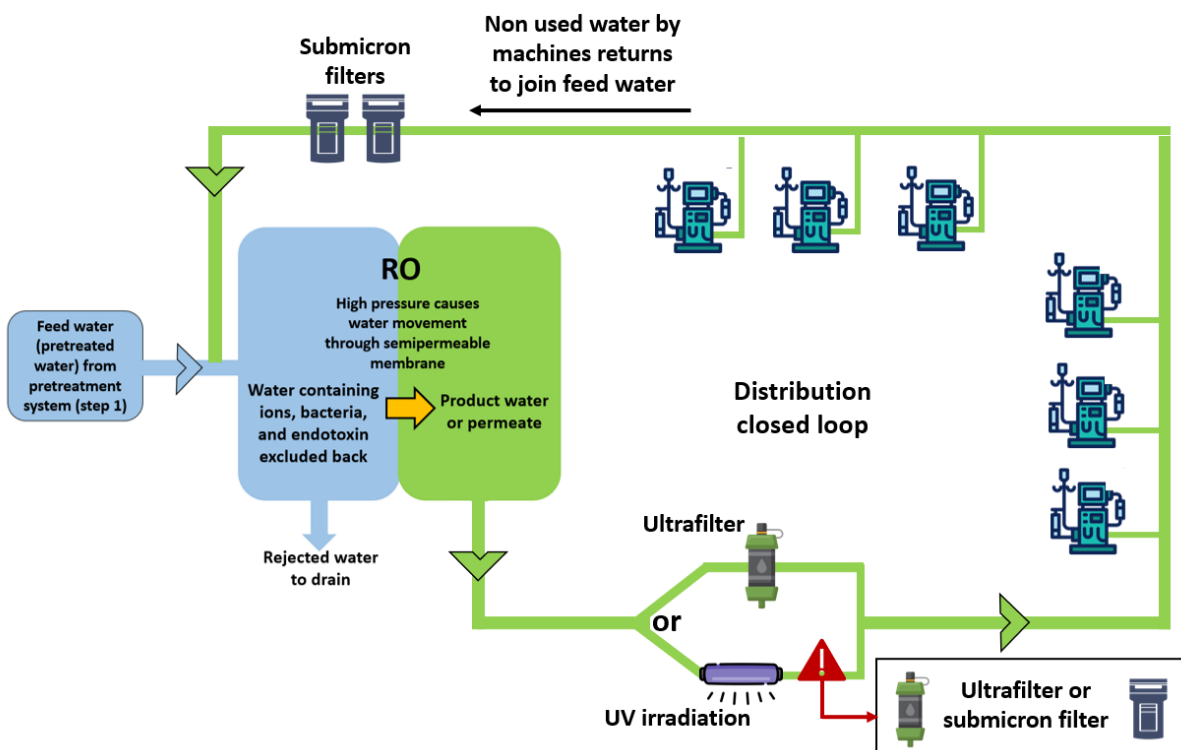 Submicron
filters
Non used water by
machines returns
to join feed water
Feed water
(pretreated
water) from
pretreatment
system (step 1)
RO
High pressure causes
water movement
through semipermeable
membrane
Water containing
ions, bacteria,
and endotoxin
excluded back
Product water
or permeate
Rejected water
to drain
Distribution
closed loop
Ultrafilter
or
UV irradiation
Ultrafilter or
submicron filter